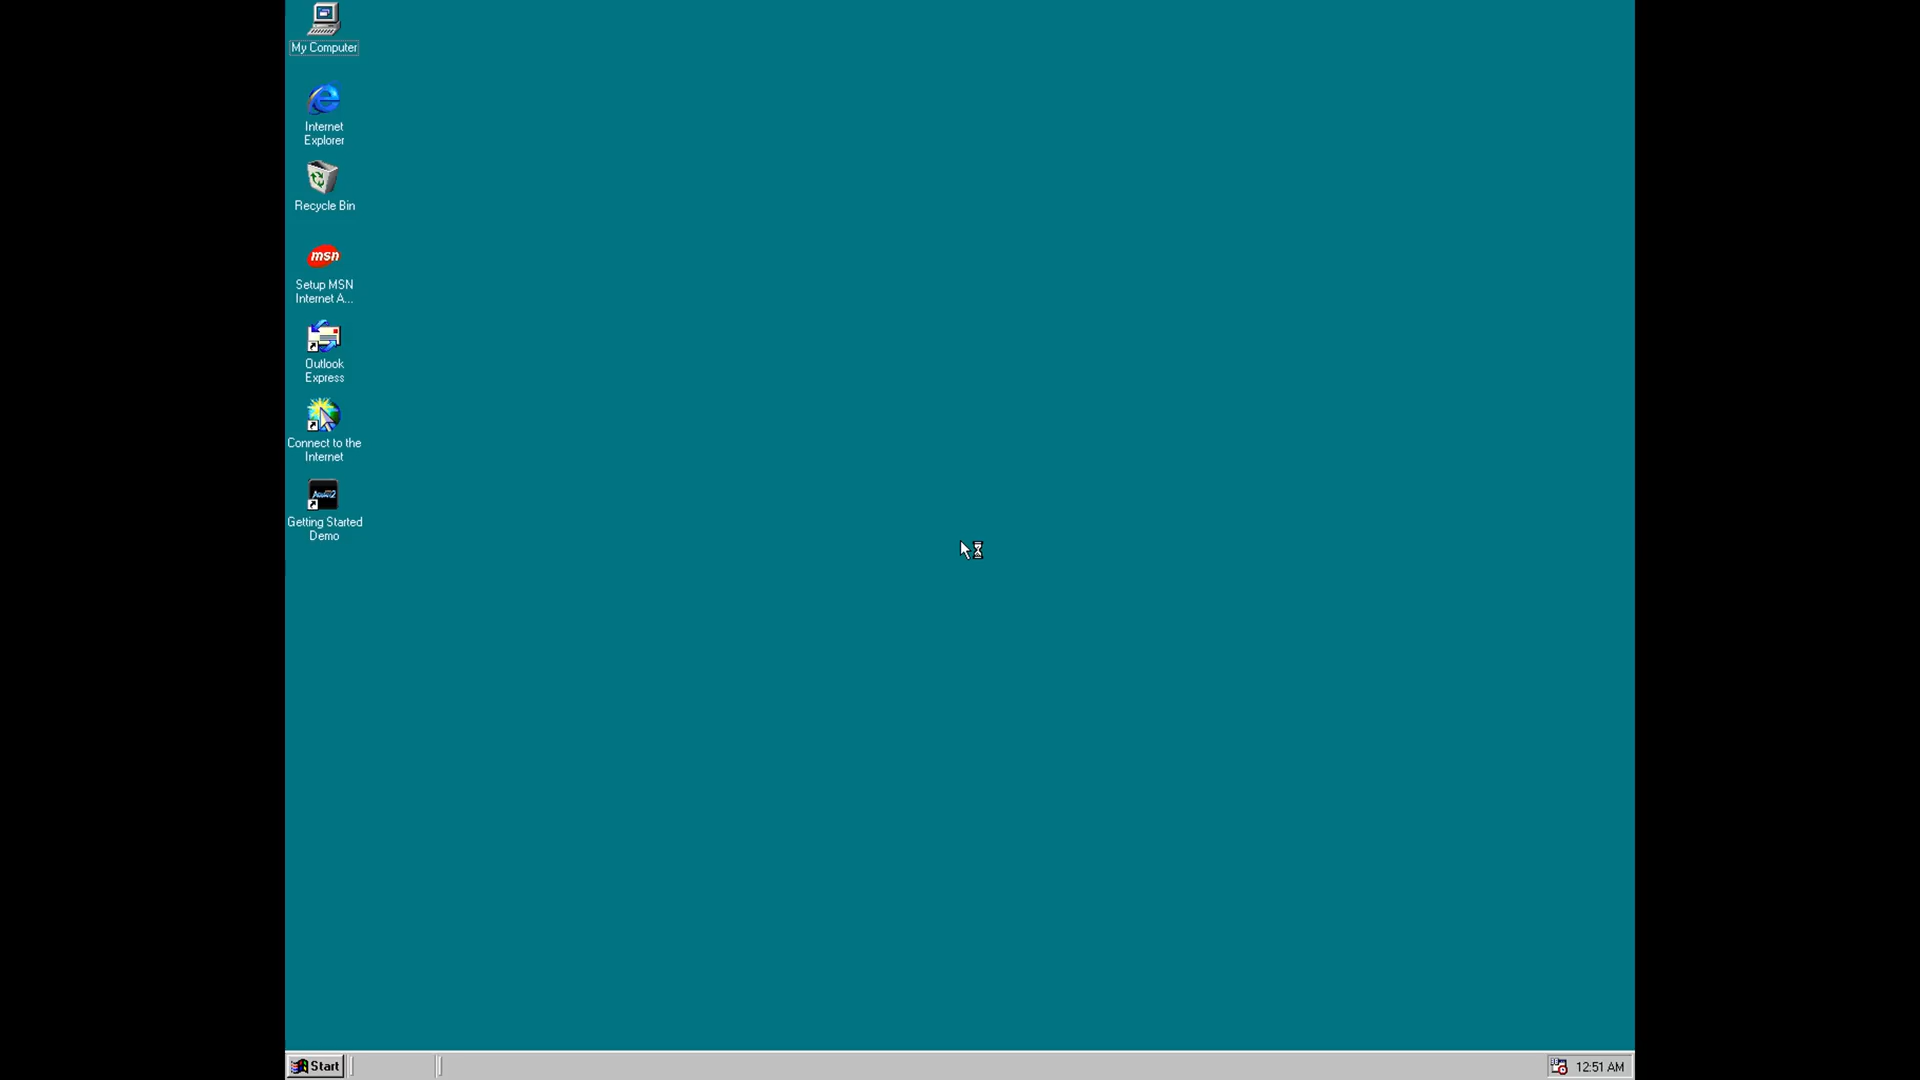 My Computer
Internet
Explorer
Recycle Bin
msn
Setup MSN
Internet A...
Outlook
Express
Connect to the
Internet
Getting Started
Demo
Start
12:51 AM